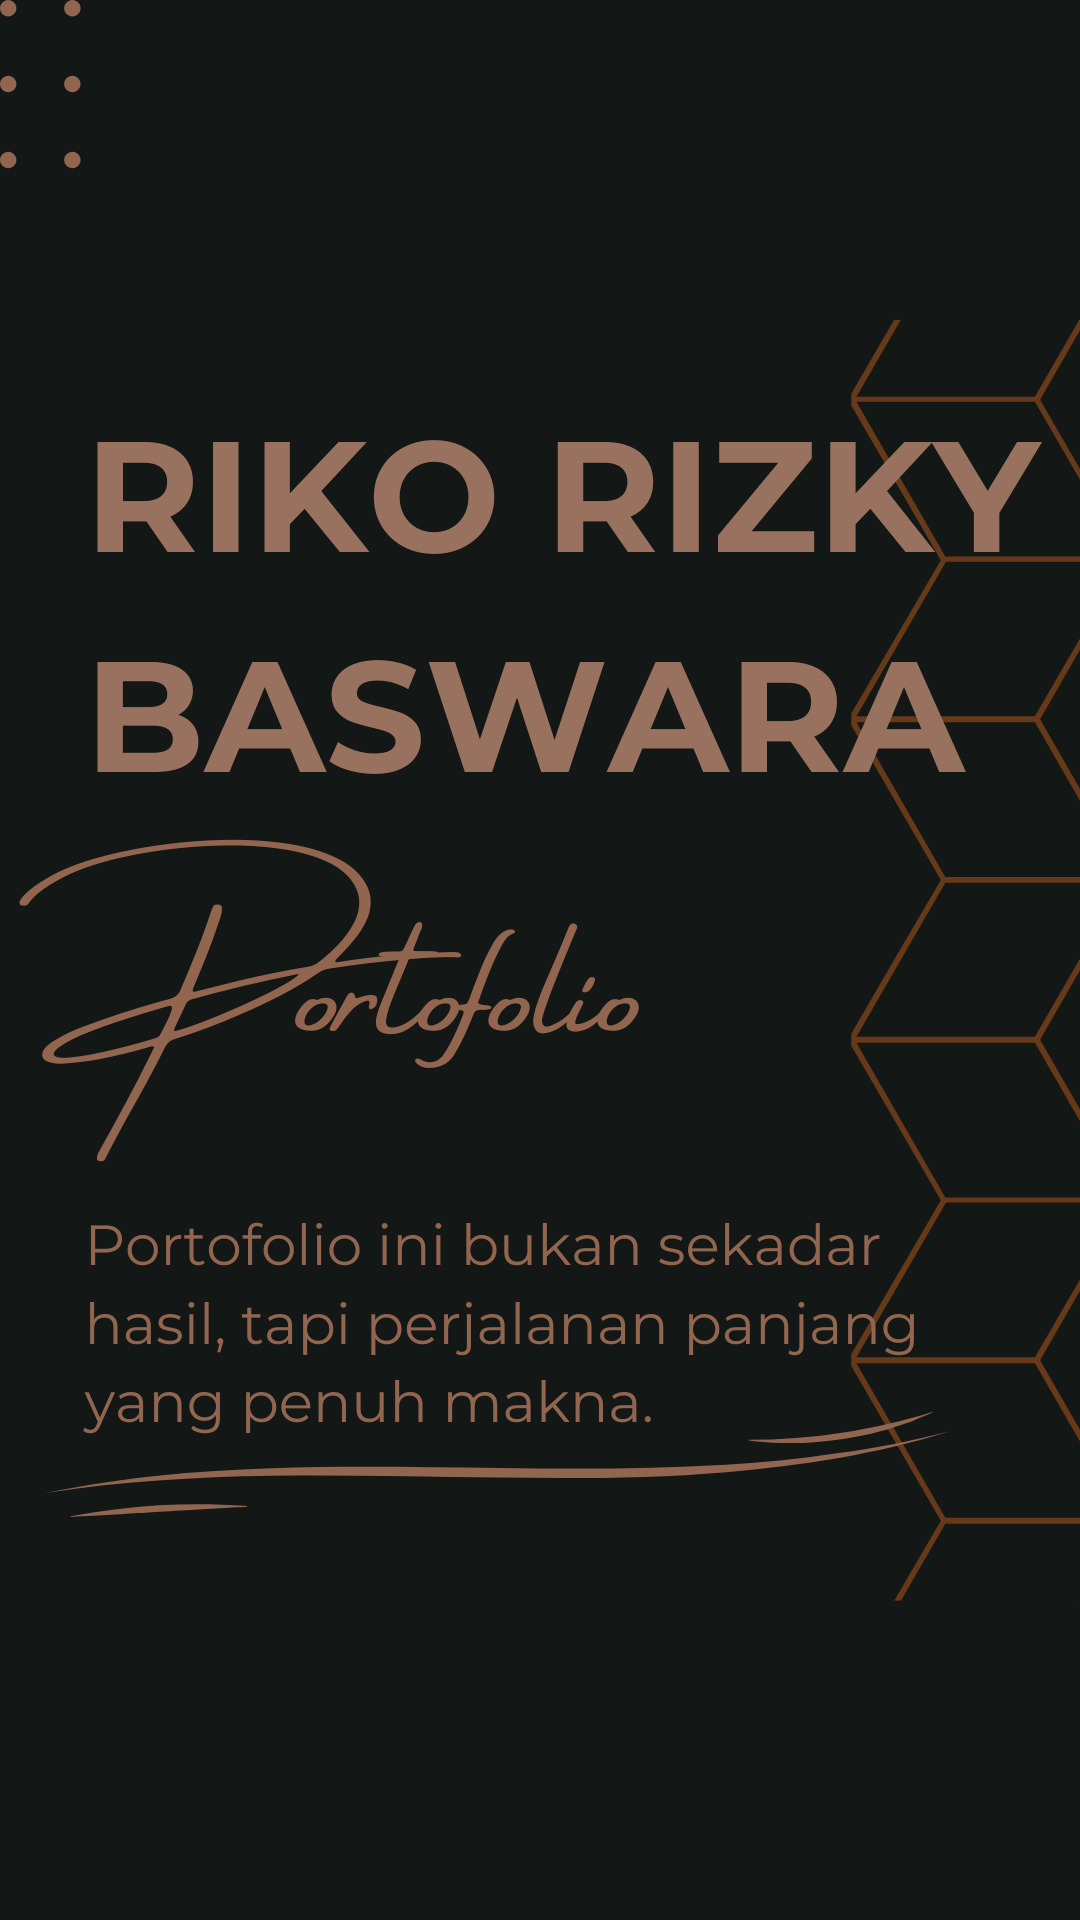 RIKO RIZKY
BASWARA
Portofolio
Portofolio ini bukan sekadar
hasil, tapi perjalanan panjang
yang penuh makna.